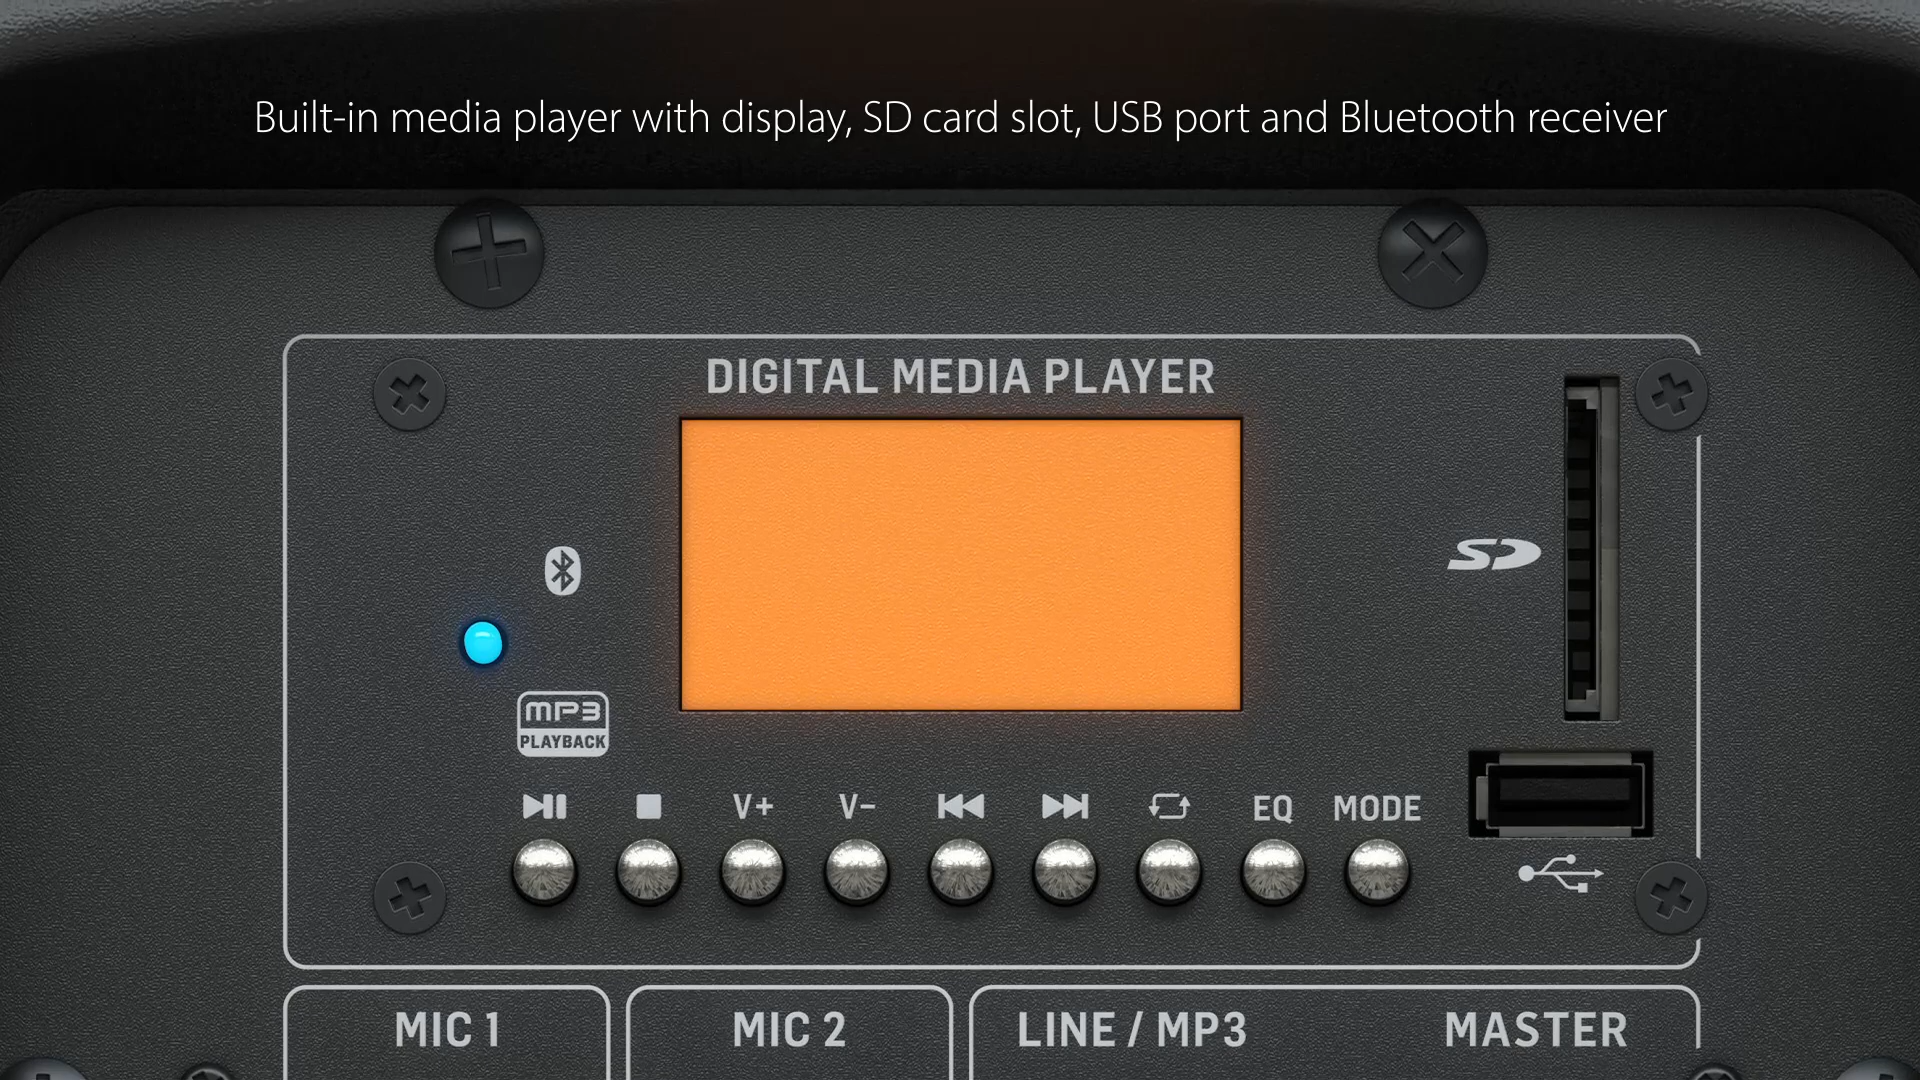 Built-in media player with display, SD card slot, USB port and Bluetooth receiver
DIGITAL MEDIA PLAYER
SD
MP3
PLAYBACK
V+ V- EQ MODE
MIC 1 MIC 2 LINE / MP3 MASTER